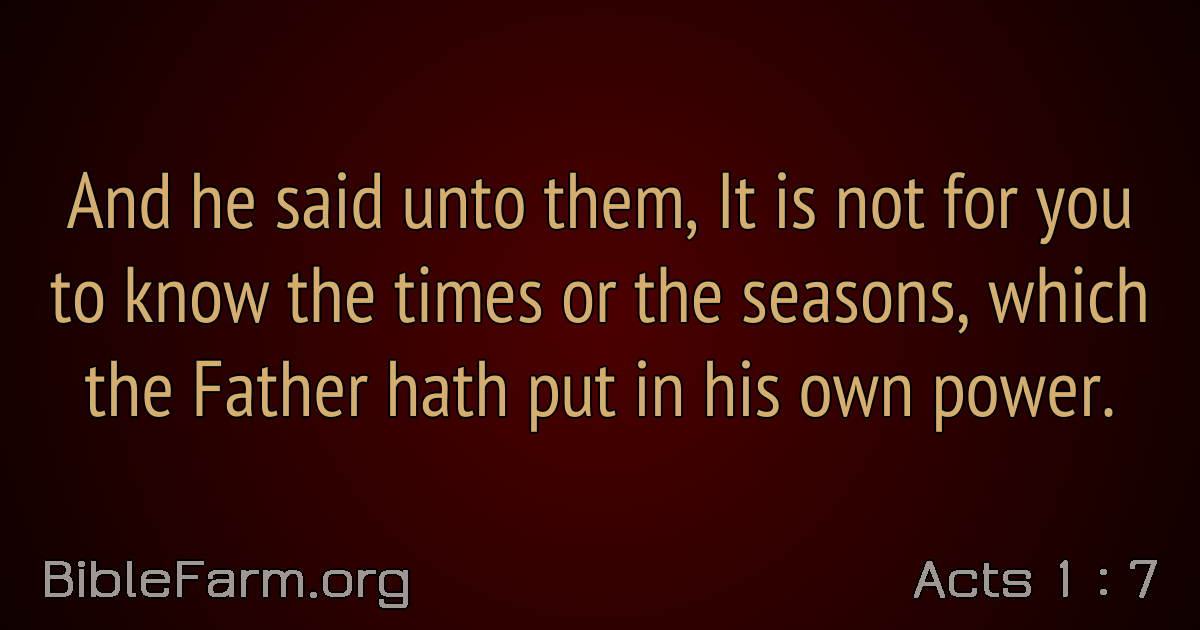 And he said unto them, It is not for you
to know the times or the seasons, which
the Father hath put in his own power.
BibleFarm.org
Acts 1 : 7